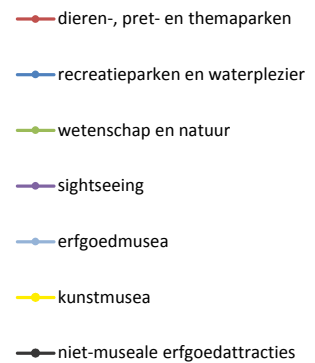 dieren-, pret- en themaparken
recreatieparken en waterplezier
wetenschap en natuur
sightseeing
erfgoedmusea
kunstmusea
niet-museale erfgoedattracties